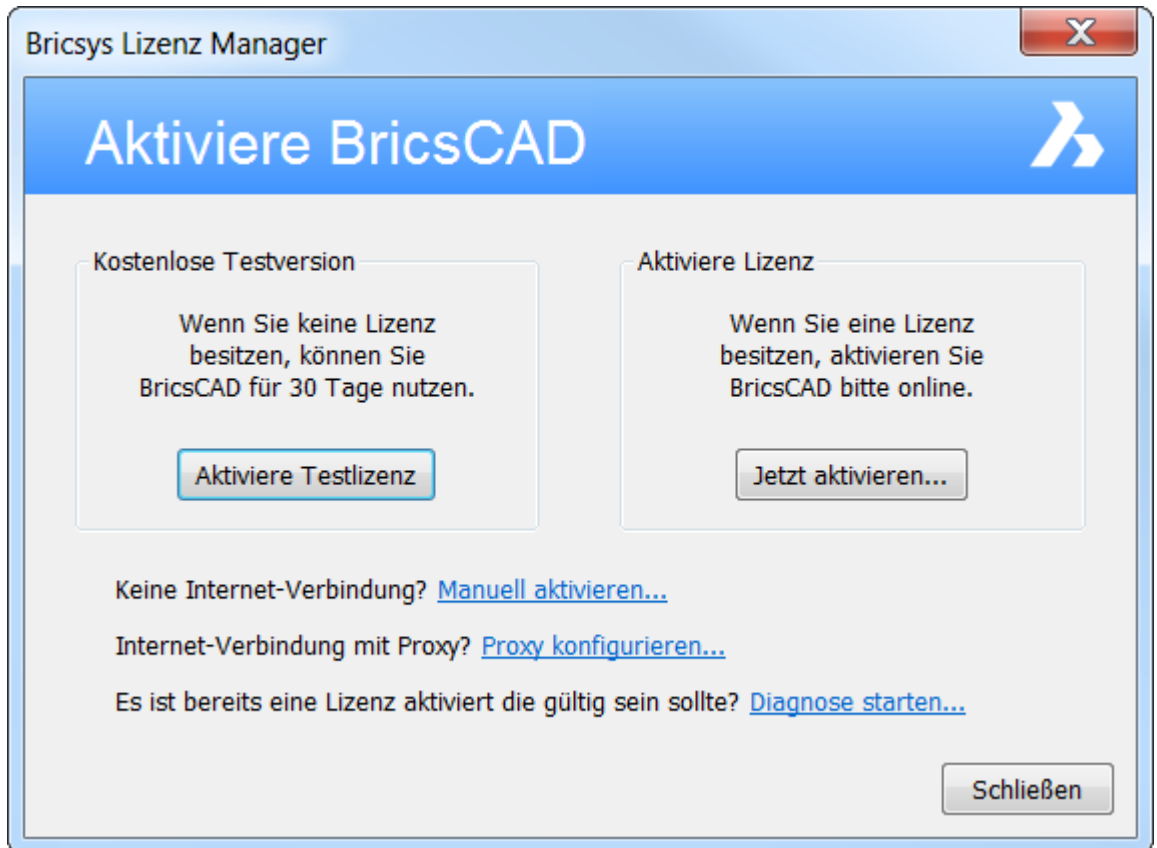 Bricsys Lizenz Manager
Aktiviere BricsCAD
Kostenlose Testversion
Wenn Sie keine Lizenz
besitzen, können Sie
BricsCAD für 30 Tage nutzen.
Aktiviere Testlizenz
Aktiviere Lizenz
Wenn Sie eine Lizenz
besitzen, aktivieren Sie
BricsCAD bitte online.
Jetzt aktivieren...
Keine Internet-Verbindung? Manuell aktivieren...
Internet-Verbindung mit Proxy? Proxy konfigurieren...
Es ist bereits eine Lizenz aktiviert die gültig sein sollte? Diagnose starten...
Schließen